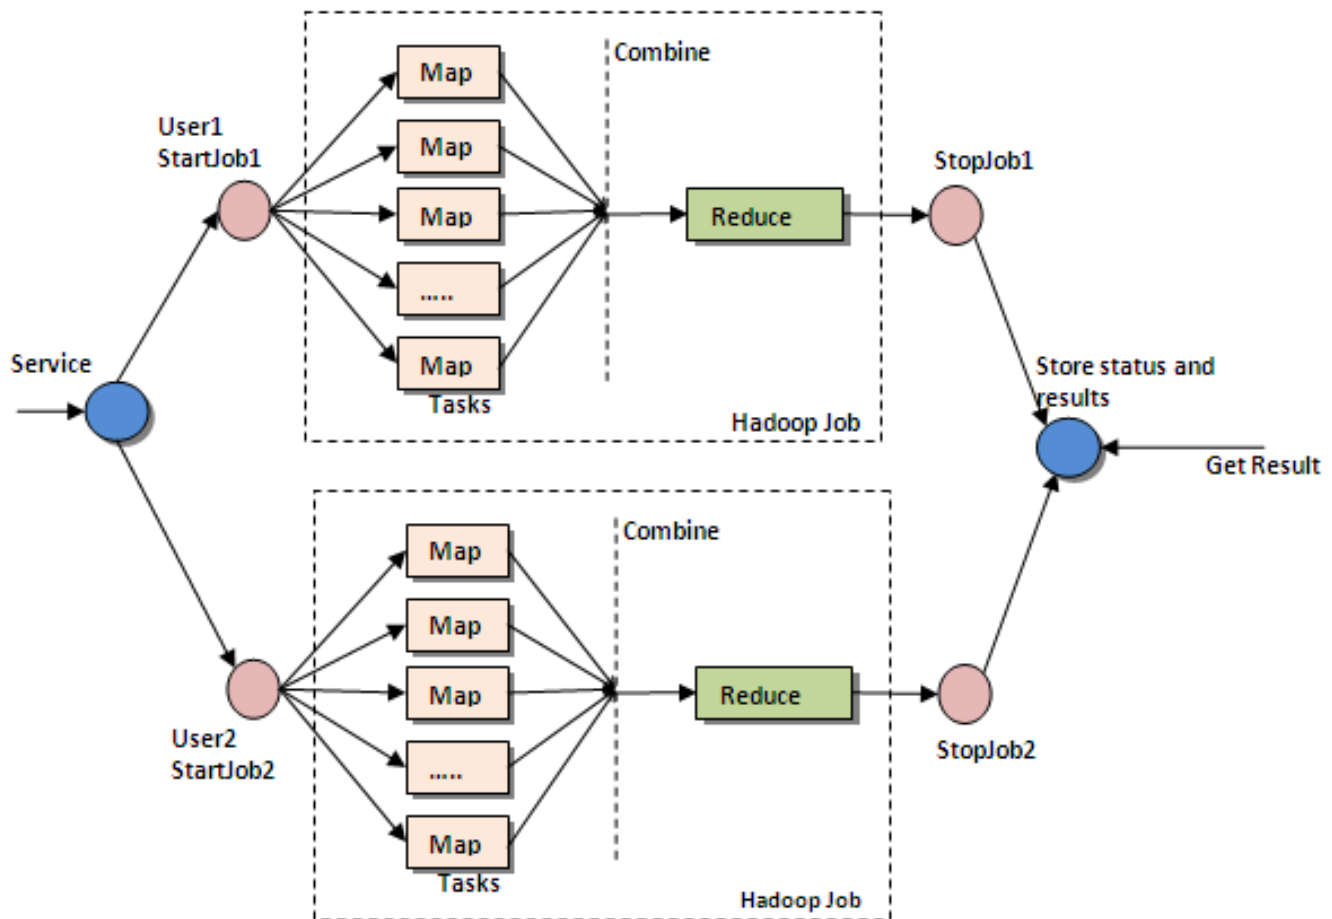 Combine
Map
User1
StartJob1
Map
StopJob1
Map
Reduce
.....
Service
Map
Tasks
Store status and
results
Hadoop Job
Get Result
Combine
Map
Map
Map
Reduce
User2
StartJob2
StopJob2
.....
Map
Tasks
Hadoop Job